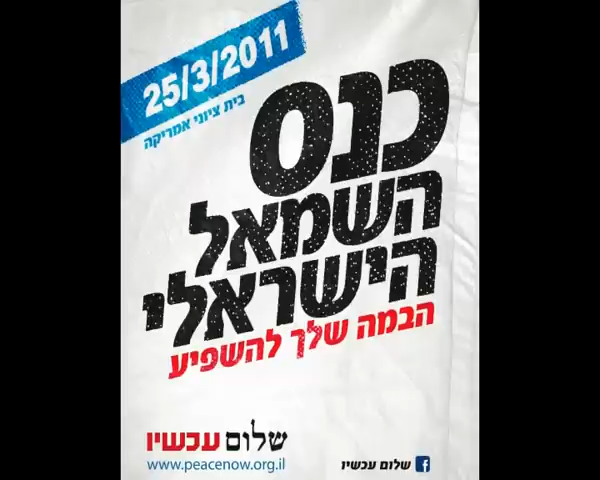 25/3/2011
בית ציוני אמריקה
כנס
השמאל
הישראלי
הבמה שלך להשפיע
שלום עכשיו
www.peacenow.org.il
שלום עכשיו